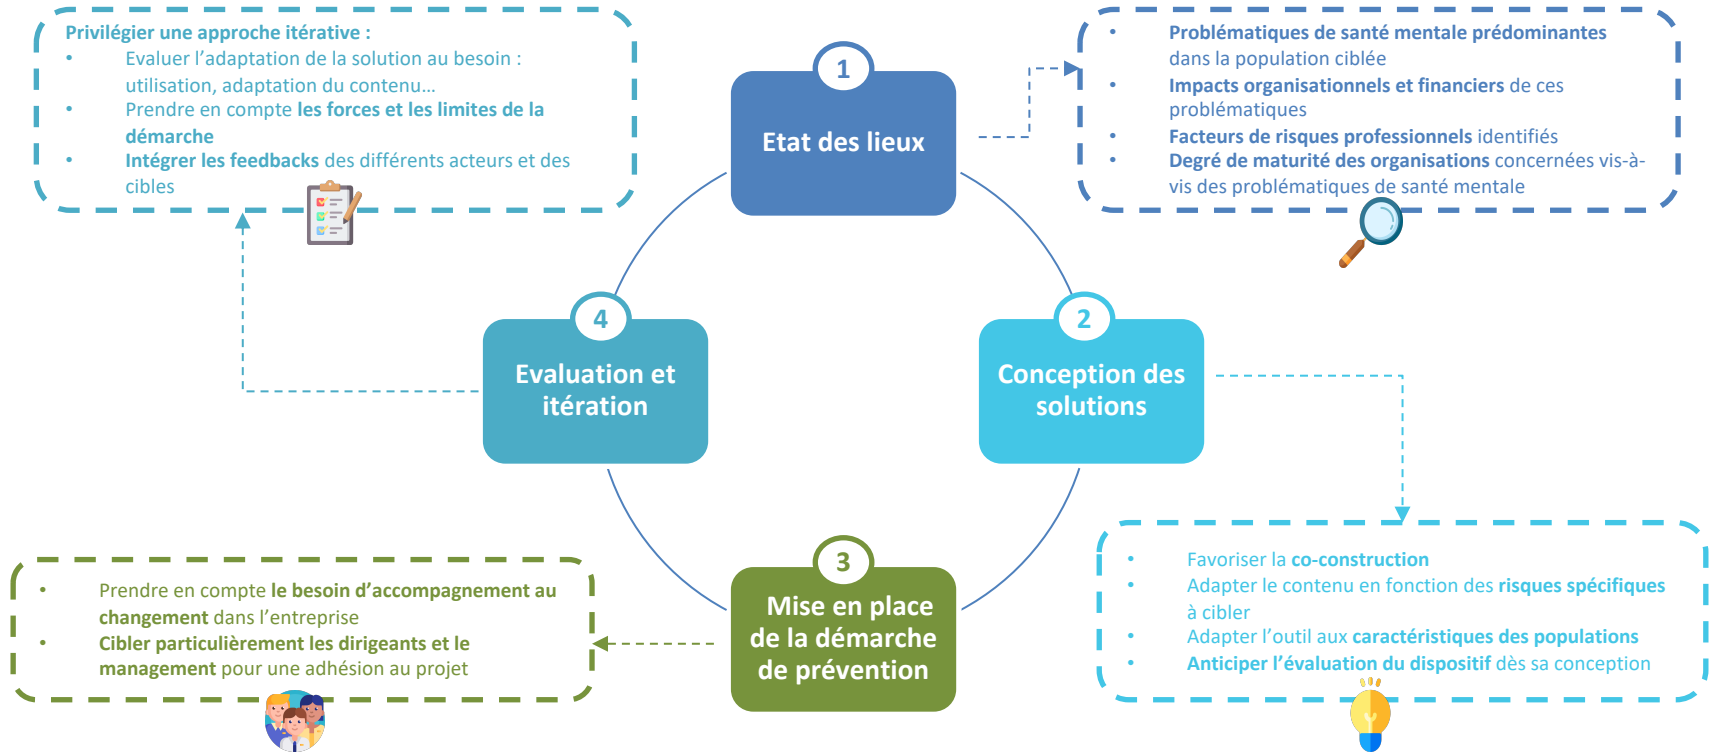 Privilégier une approche itérative :
• Evaluer l’adaptation de la solution au besoin :
utilisation, adaptation du contenu…
• Prendre en compte les forces et les limites de la
démarche
• Intégrer les feedbacks des différents acteurs et des
cibles
1
Etat des lieux
• Problématiques de santé mentale prédominantes
dans la population ciblée
• Impacts organisationnels et financiers de ces
problématiques
• Facteurs de risques professionnels identifiés
• Degré de maturité des organisations concernées vis-à-
vis des problématiques de santé mentale
4
Evaluation et
itération
2
Conception des
solutions
3
Mise en place
de la démarche
de prévention
• Prendre en compte le besoin d’accompagnement au
changement dans l’entreprise
• Cibler particulièrement les dirigeants et le
management pour une adhésion au projet
• Favoriser la co-construction
• Adapter le contenu en fonction des risques spécifiques
à cibler
• Adapter l’outil aux caractéristiques des populations
• Anticiper l’évaluation du dispositif dès sa conception